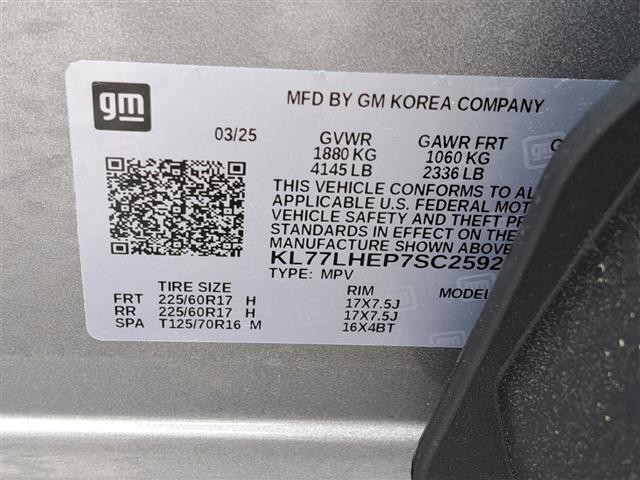 gm
MFD BY GM KOREA COMPANY
03/25 GVWR GAWR FRT
1880 KG 1060 KG
4145 LB 2336 LB
THIS VEHICLE CONFORMS TO
APPLICABLE U.S. FEDERAL
VEHICLE SAFETY AND THEFT
STANDARDS IN EFFECT ON THE
MANUFACTURE SHOWN ABOVE
KL77LHEP7SC2592
TYPE: MPV
TIRE SIZE RIM MODEL
FRT 225/60R17 H 17X7.5J
RR 225/60R17 H 17X7.5J
SPA T125/70R16 M 16X4BT